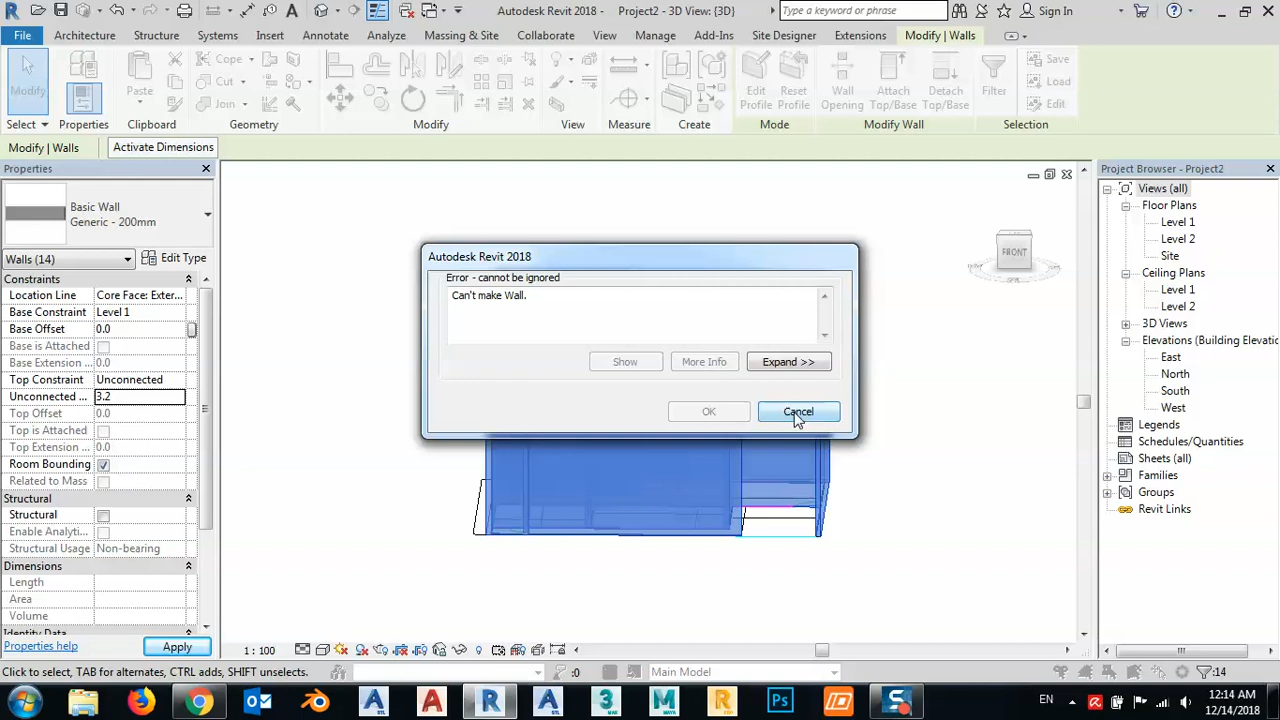 Autodesk Revit 2018 -    Project2 - 3D View: {3D}
Type a keyword or phrase
Sign In
File
Architecture
Structure
Systems
Insert
Annotate
Analyze
Massing & Site
Collaborate
View
Manage
Add-Ins
Site Designer
Extensions
Modify | Walls
Modify
Paste
Cope
Cut
Join
Edit
Profile
Reset
Profile
Wall
Opening
Attach
Top/Base
Detach
Top/Base
Filter
Save
Load
Edit
Select
Properties
Clipboard
Geometry
Modify
View
Measure
Create
Mode
Modify Wall
Selection
Modify | Walls
Activate Dimensions
Properties
Basic Wall
Generic - 200mm
Walls (14)
Edit Type
Constraints
Location Line Core Face: Exter...
Base Constraint Level 1
Base Offset 0.0
Base is Attached
Base Extension ... 0.0
Top Constraint Unconnected
Unconnected ... 3.2
Top Offset 0.0
Top is Attached
Top Extension ... 0.0
Room Bounding
Related to Mass
Structural
Structural
Enable Analyti...
Structural Usage Non-bearing
Dimensions
Length
Area
Volume
Identity Data
Properties help
Apply
Autodesk Revit 2018
Error - cannot be ignored
Can't make Wall.
Show
More Info
Expand >>
OK
Cancel
FRONT
Project Browser - Project2
Views (all)
Floor Plans
Level 1
Level 2
Site
Ceiling Plans
Level 1
Level 2
3D Views
Elevations (Building Elevatio
East
North
South
West
Legends
Schedules/Quantities
Sheets (all)
Families
Groups
Revit Links
1 : 100
Click to select, TAB for alternates, CTRL adds, SHIFT unselects.
:0
Main Model
:14
EN
12:14 AM
12/14/2018